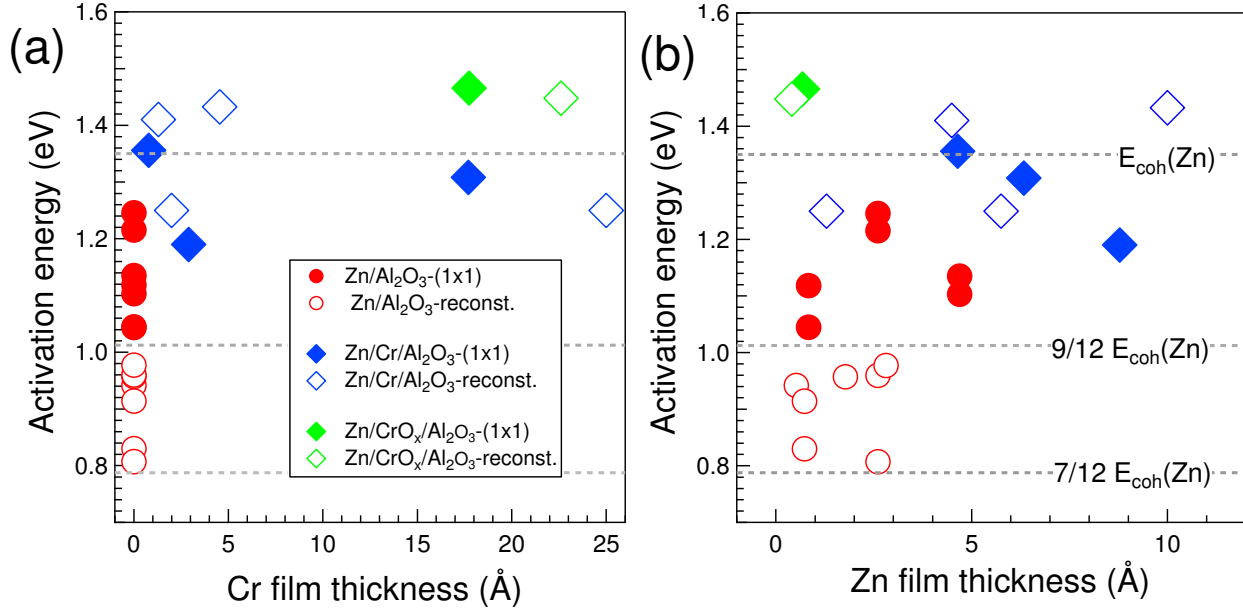 (a)
Activation energy (eV)
1.6
1.4
1.2
1.0
0.8
0
5
10
15
20
25
Cr film thickness (Å)
Zn/Al₂O₃-(1x1)
Zn/Al₂O₃-reconst.
Zn/Cr/Al₂O₃-(1x1)
Zn/Cr/Al₂O₃-reconst.
Zn/CrOₓ/Al₂O₃-(1x1)
Zn/CrOₓ/Al₂O₃-reconst.
(b)
Activation energy (eV)
1.6
1.4
1.2
1.0
0.8
0
5
10
Zn film thickness (Å)
E_coh(Zn)
9/12 E_coh(Zn)
7/12 E_coh(Zn)